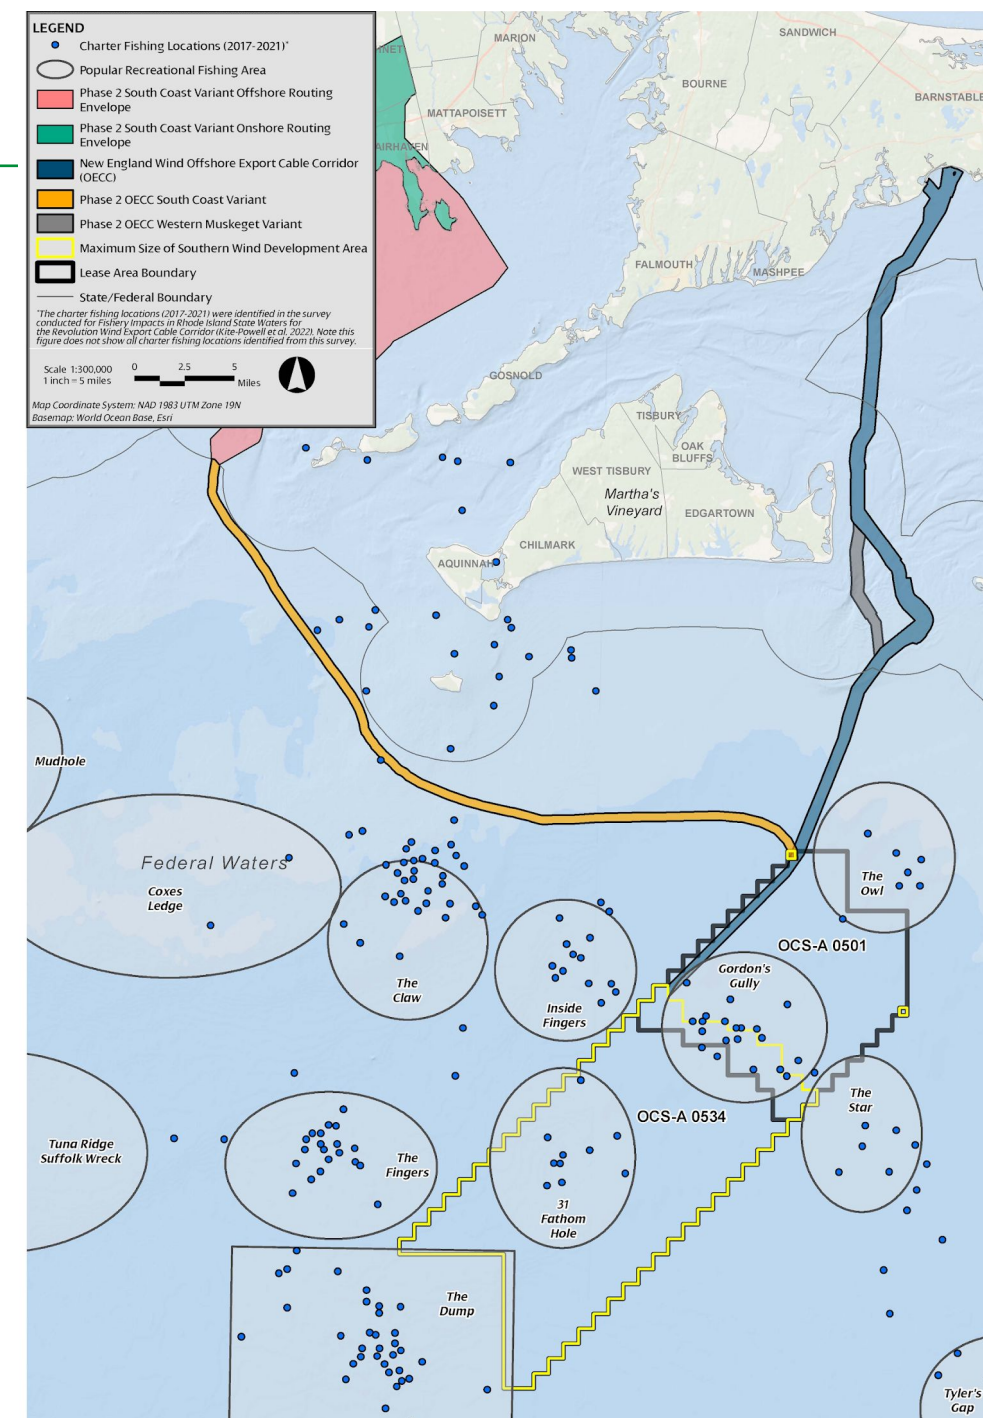 LEGEND
Charter Fishing Locations (2017-2021)*
Popular Recreational Fishing Area
Phase 2 South Coast Variant Offshore Routing
Envelope
Phase 2 South Coast Variant Onshore Routing
Envelope
New England Wind Offshore Export Cable Corridor
(OECC)
Phase 2 OECC South Coast Variant
Phase 2 OECC Western Muskeget Variant
Maximum Size of Southern Wind Development Area
Lease Area Boundary
State/Federal Boundary
*The charter fishing locations (2017-2021) were identified in the survey
conducted for Fishery Impacts in Rhode Island State Waters for
the Revolution Wind Export Cable Corridor (Kite-Powell et al. 2022). Note this
figure does not show all charter fishing locations identified from this survey.
Scale 1:300,000
1 inch = 5 miles
0 2.5 5
Miles
Map Coordinate System: NAD 1983 UTM Zone 19N
Basemap: World Ocean Base, Esri
MARION
SANDWICH
BOURNE
BARNSTABLE
MATTAPOISETT
AIRHAVEN
FALMOUTH
MASHPEE
GOSNOLD
TISBURY
OAK
BLUFFS
WEST TISBURY
Martha's
Vineyard
EDGARTOWN
CHILMARK
AQUINNAH
Mudhole
Federal Waters
Coxes
Ledge
The
Claw
Inside
Fingers
The
Owl
OCS-A 0501
Gordon's
Gully
OCS-A 0534
The
Star
Tuna Ridge
Suffolk Wreck
The
Fingers
31
Fathom
Hole
The
Dump
Tyler's
Gap